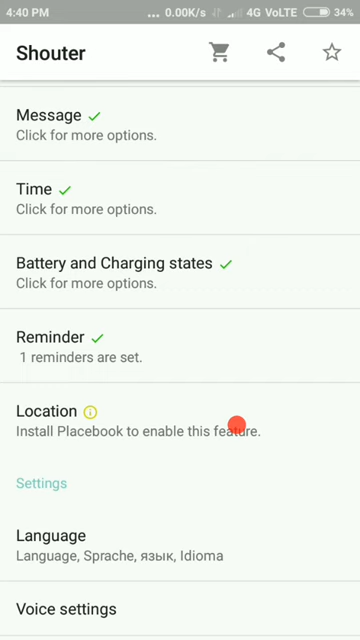 4:40 PM ... 0.00K/s 4G VoLTE 34%
Shouter
Message
Click for more options.
Time
Click for more options.
Battery and Charging states
Click for more options.
Reminder
1 reminders are set.
Location
Install Placebook to enable this feature.
Settings
Language
Language, Sprache, язык, Idioma
Voice settings